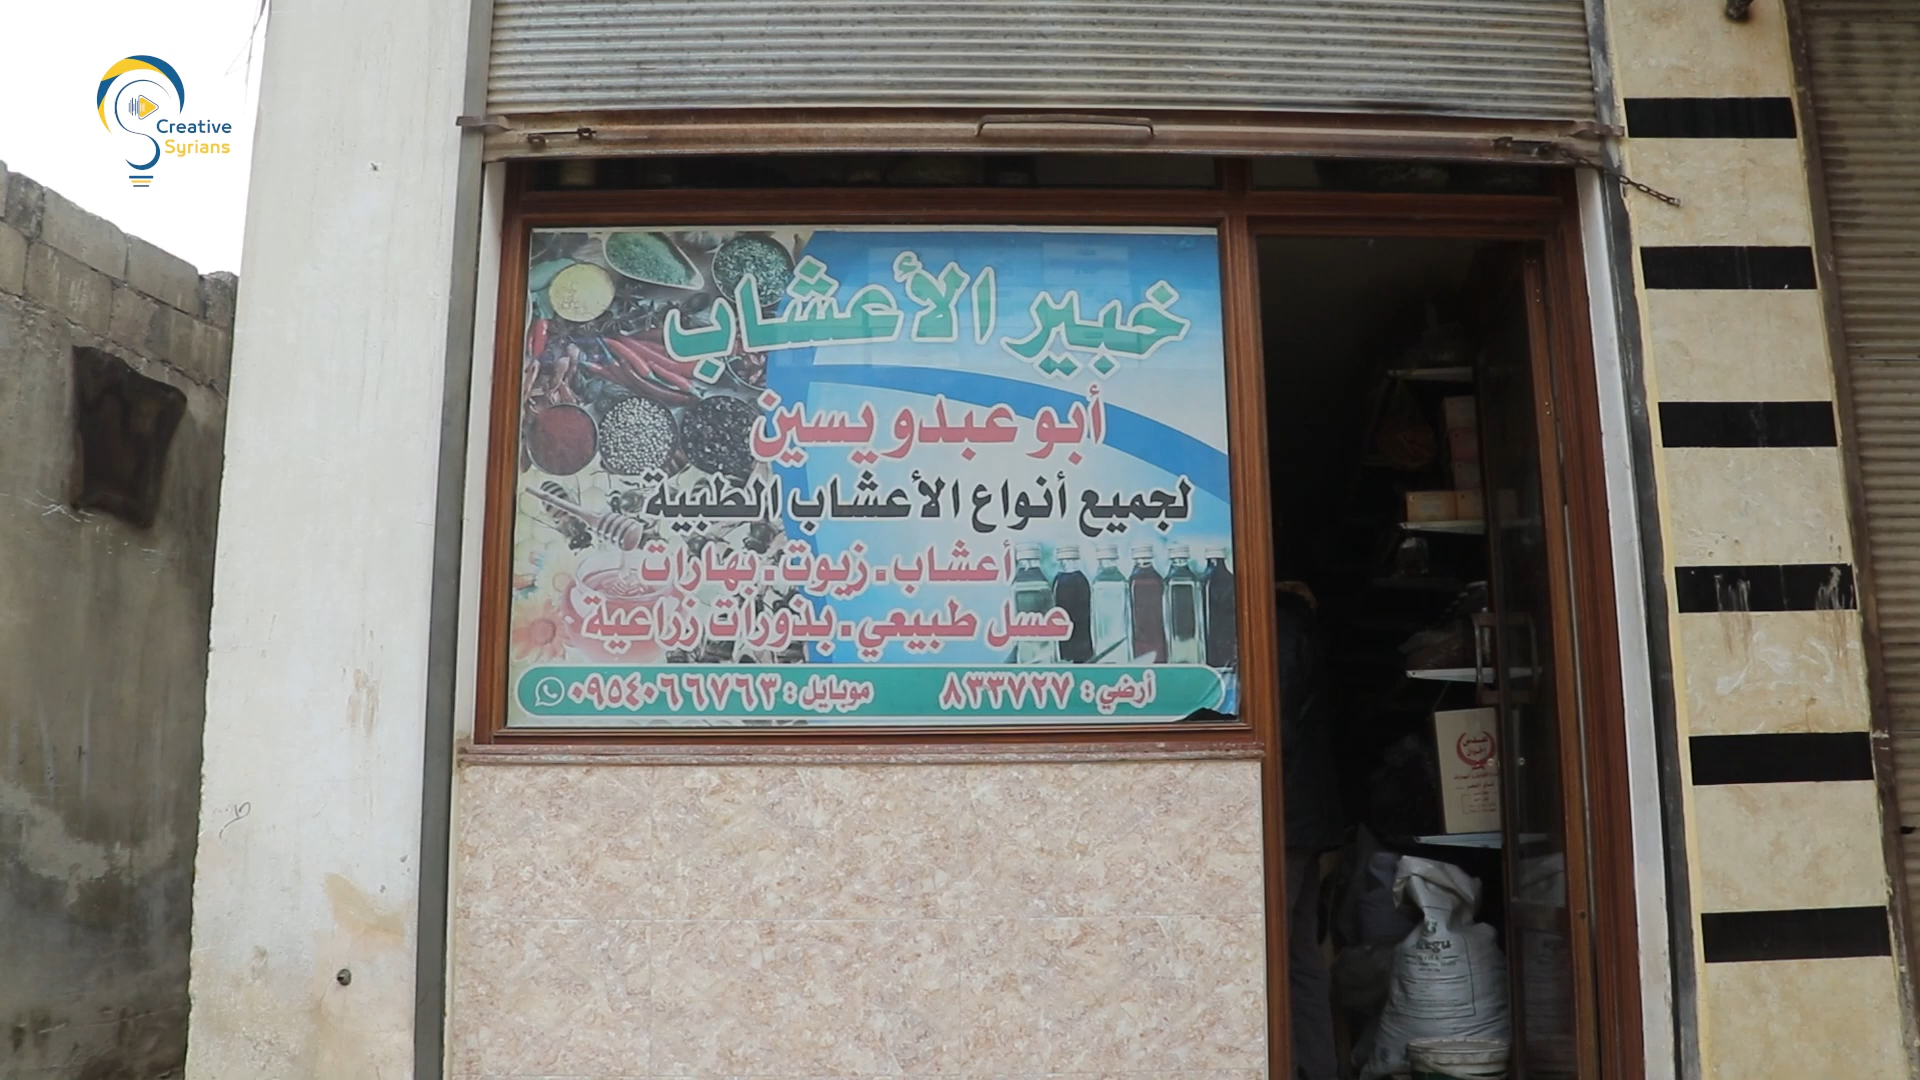 Creative
Syrians
خبير الأعشاب
أبو عبدو يسين
لجميع أنواع الأعشاب الطبية
أعشاب ـ زيوت ـ بهارات
عسل طبيعي ـ بذورات زراعية
أرضي : ٨٣٣٧٢٧ موبايل : ٠٩٥٤٠٦٦٧٦٣